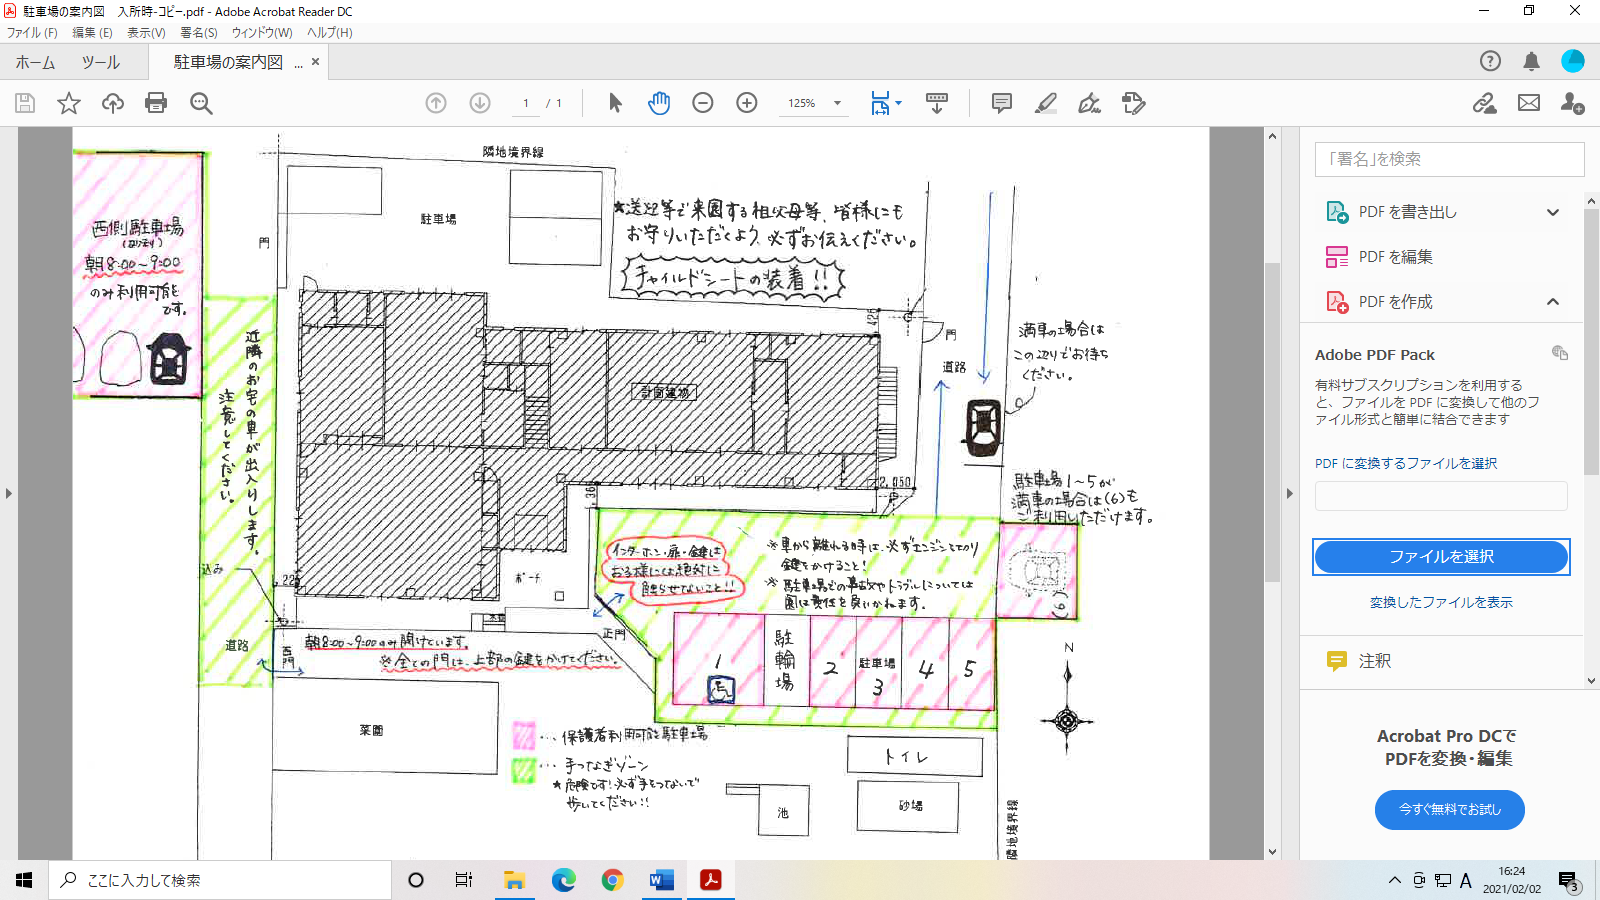 駐車場の案内図　入所時-コピー.pdf - Adobe Acrobat Reader DC
ファイル (F) 編集 (E) 表示(V) 署名(S) ウィンドウ(W) ヘルプ(H)
ホーム ツール 駐車場の案内図 ... ×
1 / 1 125%
隣地境界線
駐車場
門
西側駐車場
朝8:00~9:00
のみ利用可能
です。
★送迎等で来園する祖父母等、皆様にも
お守りいただくよう、必ずお伝えください。
チャイルドシートの装着!!
426
門
道路
満車の場合は
この辺りでお待ち
ください。
近隣のお宅の車が出入りします。
注意してください。
計画建物
2,050
36
駐車場1~5が
満車の場合は(6)も
ご利用いただけます。
(6)
インターホン・扉・鍵は
お子様には絶対に
触らせないこと!!
※車から離れる時は、必ずエンジンを切り
鍵をかけること!
※駐車場での事故やトラブルについては
園は責任を負いかねます。
込み
22
ポーチ
正門
道路
西門
朝8:00~9:00のみ開けています。
※全ての門は、上部の鍵をかけてください。
1
駐輪場
2
駐車場
3
4
5
N
菜園
…保護者利用可能駐車場
…手つなぎゾーン
★危険です!必ず手をつないで
歩いてください!!
トイレ
砂場
池
隣地境界線
「署名」を検索
PDF を書き出し
PDF を編集
PDF を作成
Adobe PDF Pack
有料サブスクリプションを利用する
と、ファイルを PDF に変換して他のフ
ァイル形式と簡単に結合できます
PDF に変換するファイルを選択
ファイルを選択
変換したファイルを表示
注釈
Acrobat Pro DCで
PDFを変換・編集
今すぐ無料でお試し
ここに入力して検索
A
16:24
2021/02/02
3